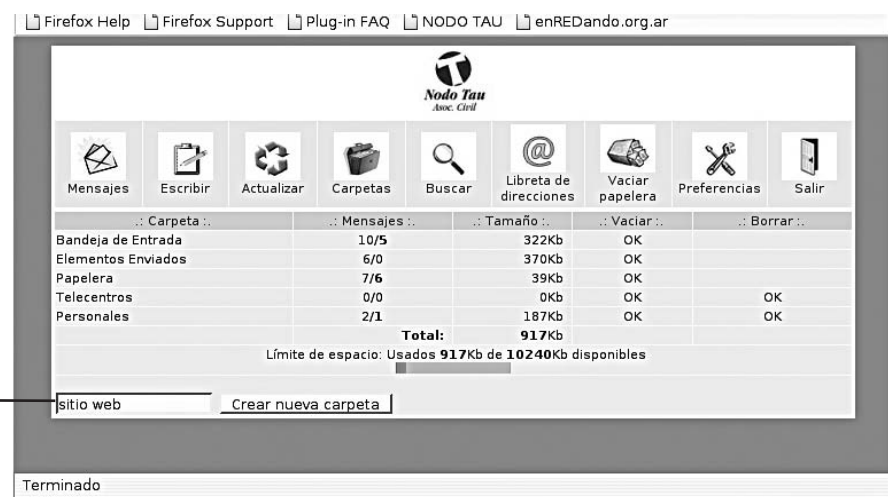 Firefox Help Firefox Support Plug-in FAQ NODO TAU enREDando.org.ar
Nodo Tau
Asoc. Civil
Mensajes Escribir Actualizar Carpetas Buscar Libreta de direcciones Vaciar papelera Preferencias Salir
.: Carpeta :. .: Mensajes :. .: Tamaño :. .: Vaciar :. .: Borrar :.
Bandeja de Entrada 10/5 322Kb OK
Elementos Enviados 6/0 370Kb OK
Papelera 7/6 39Kb OK
Telecentros 0/0 0Kb OK OK
Personales 2/1 187Kb OK OK
Total: 917Kb
Límite de espacio: Usados 917Kb de 10240Kb disponibles
sitio web Crear nueva carpeta
Terminado